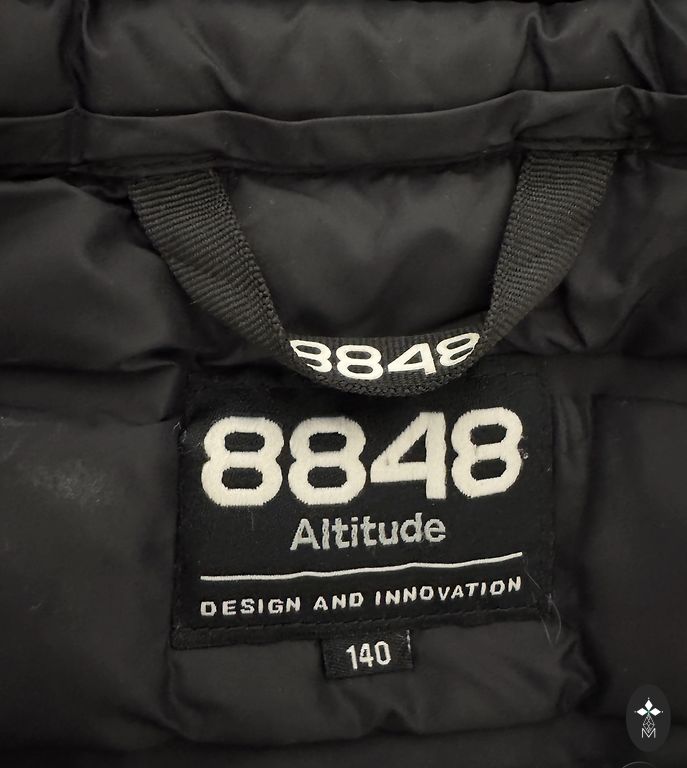 8848
8848
Altitude
DESIGN AND INNOVATION
140
M